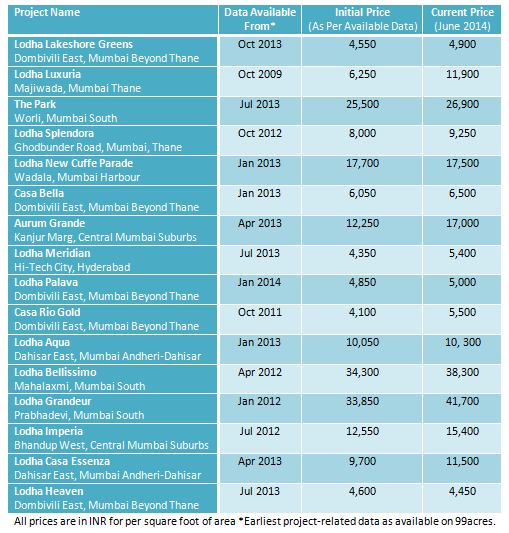 Project Name Data Available From* Initial Price (As Per Available Data) Current Price (June 2014)
Lodha Lakeshore Greens Oct 2013 4,550 4,900
Dombivili East, Mumbai Beyond Thane
Lodha Luxuria Oct 2009 6,250 11,900
Majiwada, Mumbai Thane
The Park Jul 2013 25,500 26,900
Worli, Mumbai South
Lodha Splendora Oct 2012 8,000 9,250
Ghodbunder Road, Mumbai, Thane
Lodha New Cuffe Parade Jan 2013 17,700 17,500
Wadala, Mumbai Harbour
Casa Bella Jan 2013 6,050 6,500
Dombivili East, Mumbai Beyond Thane
Aurum Grande Apr 2013 12,250 17,000
Kanjur Marg, Central Mumbai Suburbs
Lodha Meridian Jul 2013 4,350 5,400
Hi-Tech City, Hyderabad
Lodha Palava Jan 2014 4,850 5,000
Dombivili East, Mumbai Beyond Thane
Casa Rio Gold Oct 2011 4,100 5,500
Dombivili East, Mumbai Beyond Thane
Lodha Aqua Jan 2013 10,050 10, 300
Dahisar East, Mumbai Andheri-Dahisar
Lodha Bellissimo Apr 2012 34,300 38,300
Mahalaxmi, Mumbai South
Lodha Grandeur Jan 2012 33,850 41,700
Prabhadevi, Mumbai South
Lodha Imperia Jul 2012 12,550 15,400
Bhandup West, Central Mumbai Suburbs
Lodha Casa Essenza Apr 2013 9,700 11,500
Dahisar East, Mumbai Andheri-Dahisar
Lodha Heaven Jul 2013 4,600 4,450
Dombivili East, Mumbai Beyond Thane
All prices are in INR for per square foot of area *Earliest project-related data as available on 99acres.